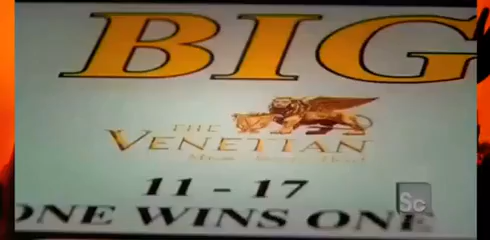 BIG
THE
VENETIAN
11 - 17
ONE WINS ONE
Sc